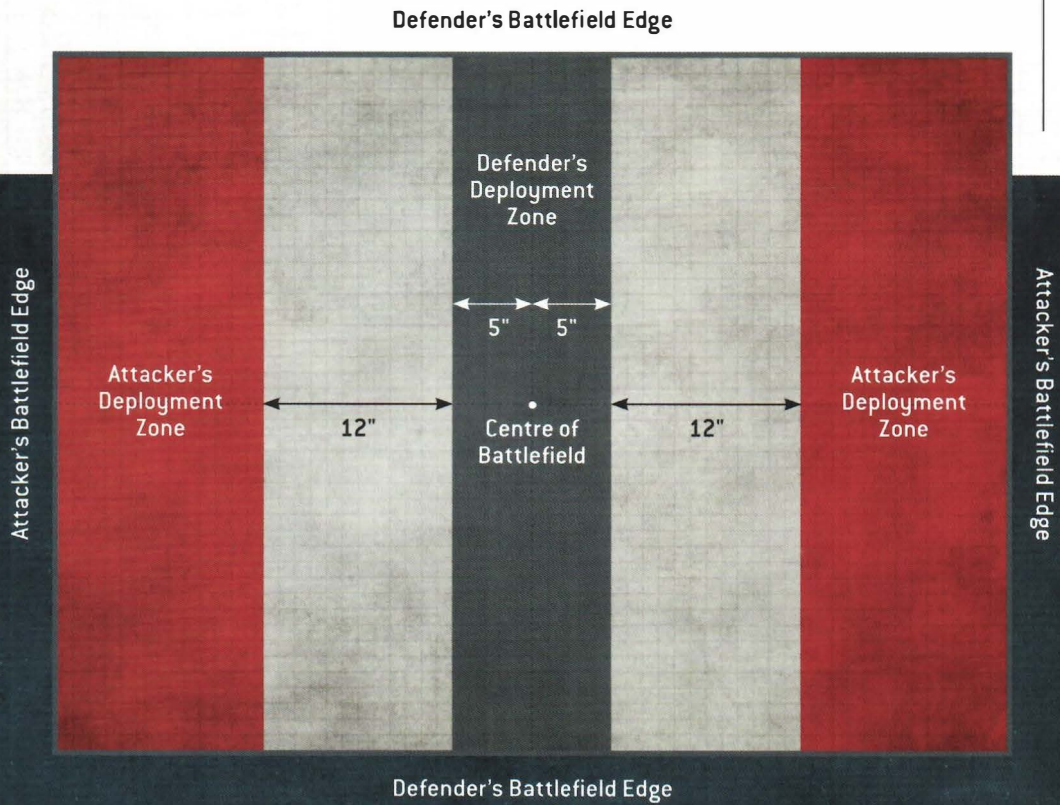 Defender's Battlefield Edge
Defender's
Deployment
Zone
5" 5"
Attacker's Battlefield Edge
Attacker's
Deployment
Zone
12"
Centre of
Battlefield
12"
Attacker's
Deployment
Zone
Attacker's Battlefield Edge
Defender's Battlefield Edge